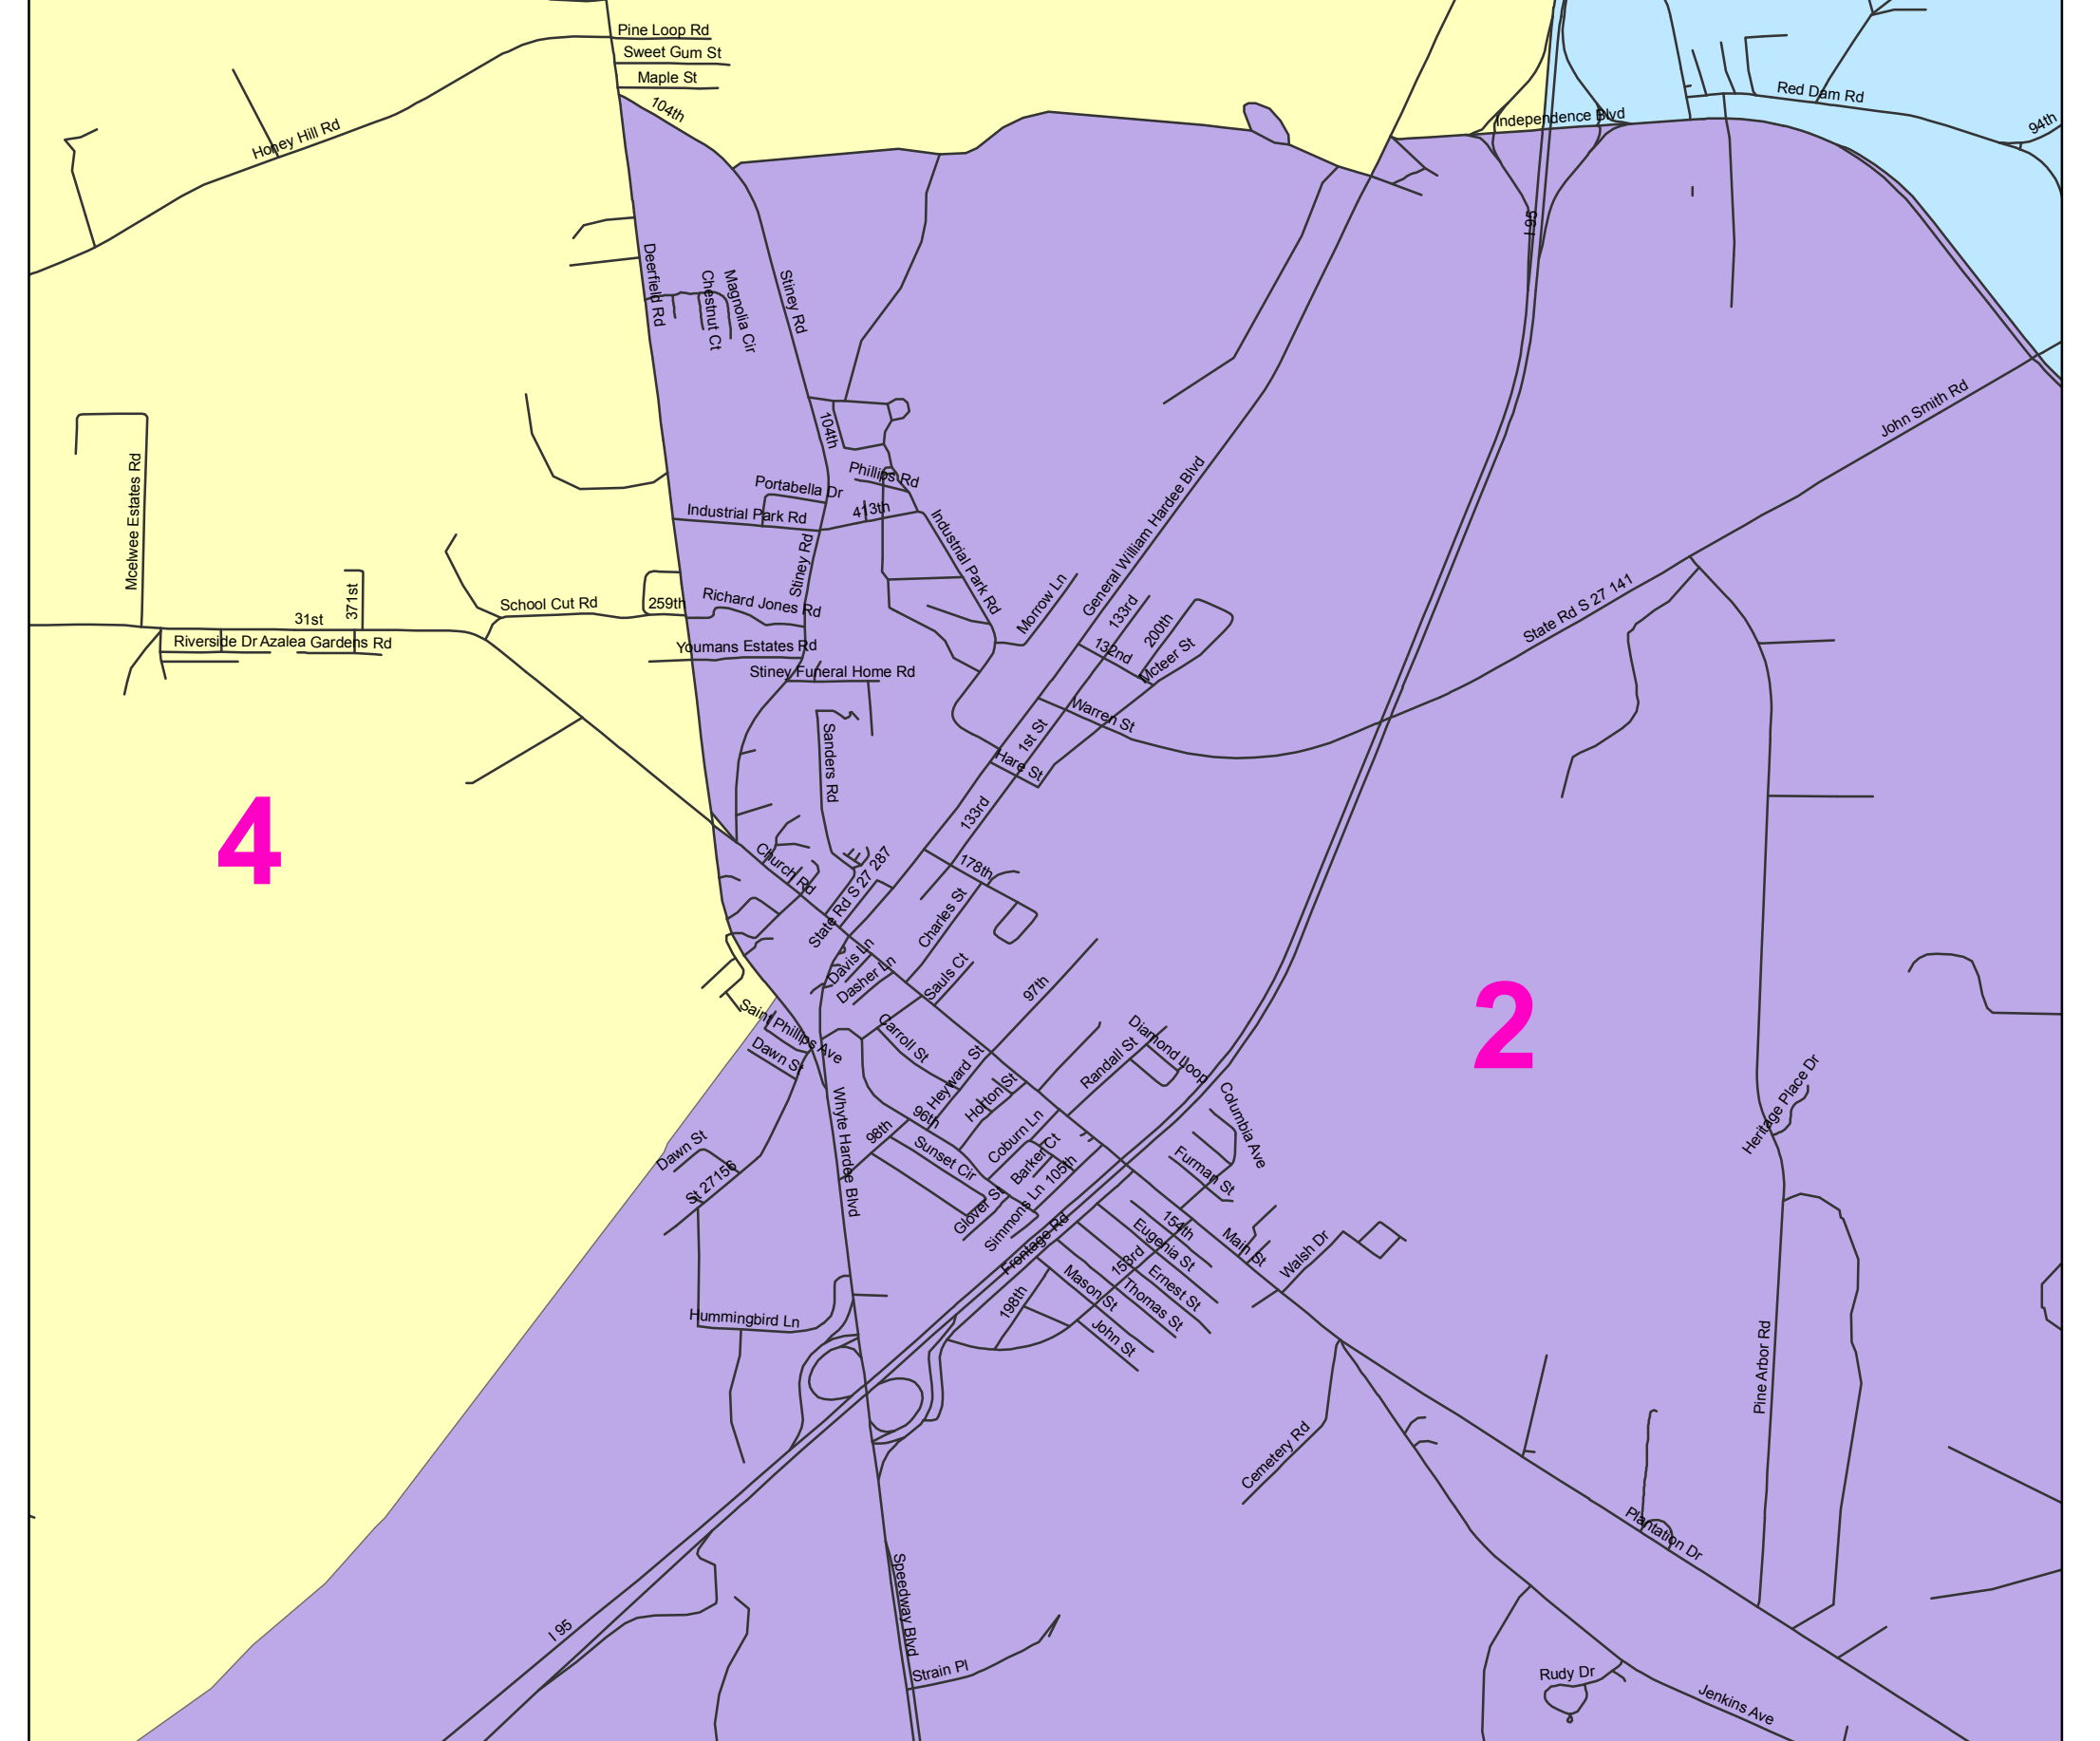 Pine Loop Rd
Sweet Gum St
Maple St
104th
Honey Hill Rd
Independence Blvd
Red Dam Rd
94th
I 95
Deerfield Rd
Chestnut Ct
Magnolia Cir
Stiney Rd
John Smith Rd
104th
Phillips Rd
Portabella Dr
Industrial Park Rd
413th
Mcelwee Estates Rd
General William Hardee Blvd
Industrial Park Rd
Stiney Rd
371st
School Cut Rd
259th
Richard Jones Rd
Morrow Ln
133rd
200th
State Rd S 27 141
31st
Riverside Dr
Azalea Gardens Rd
Youmans Estates Rd
132nd
Mcteer St
Stiney Funeral Home Rd
Warren St
1st St
Sanders Rd
Hare St
4
133rd
Church Rd
State Rd S 27 287
178th
Charles St
Davis Ln
Dasher Ln
Sauls Ct
97th
2
Saint Phillips Ave
Dawn St
Carroll St
Diamond Loop
Randall St
Heyward St
Horton St
Columbia Ave
Heritage Place Dr
Whyte Hardee Blvd
96th
98th
Coburn Ln
Dawn St
St 27156
Sunset Cir
Barker Ct
105th
Furman St
Glover St
Simmons Ln
Frontage Rd
154th
Eugenia St
Main St
Walsh Dr
153rd
Ernest St
Mason St
Thomas St
198th
John St
Hummingbird Ln
Pine Arbor Rd
Cemetery Rd
Plantation Dr
I 95
Speedway Blvd
Strain Pl
Rudy Dr
Jenkins Ave